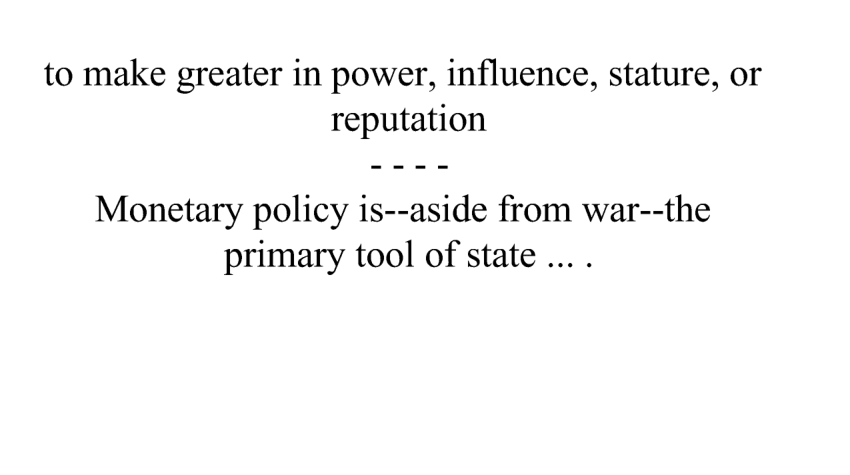 to make greater in power, influence, stature, or
reputation
- - - -
Monetary policy is--aside from war--the
primary tool of state ... .